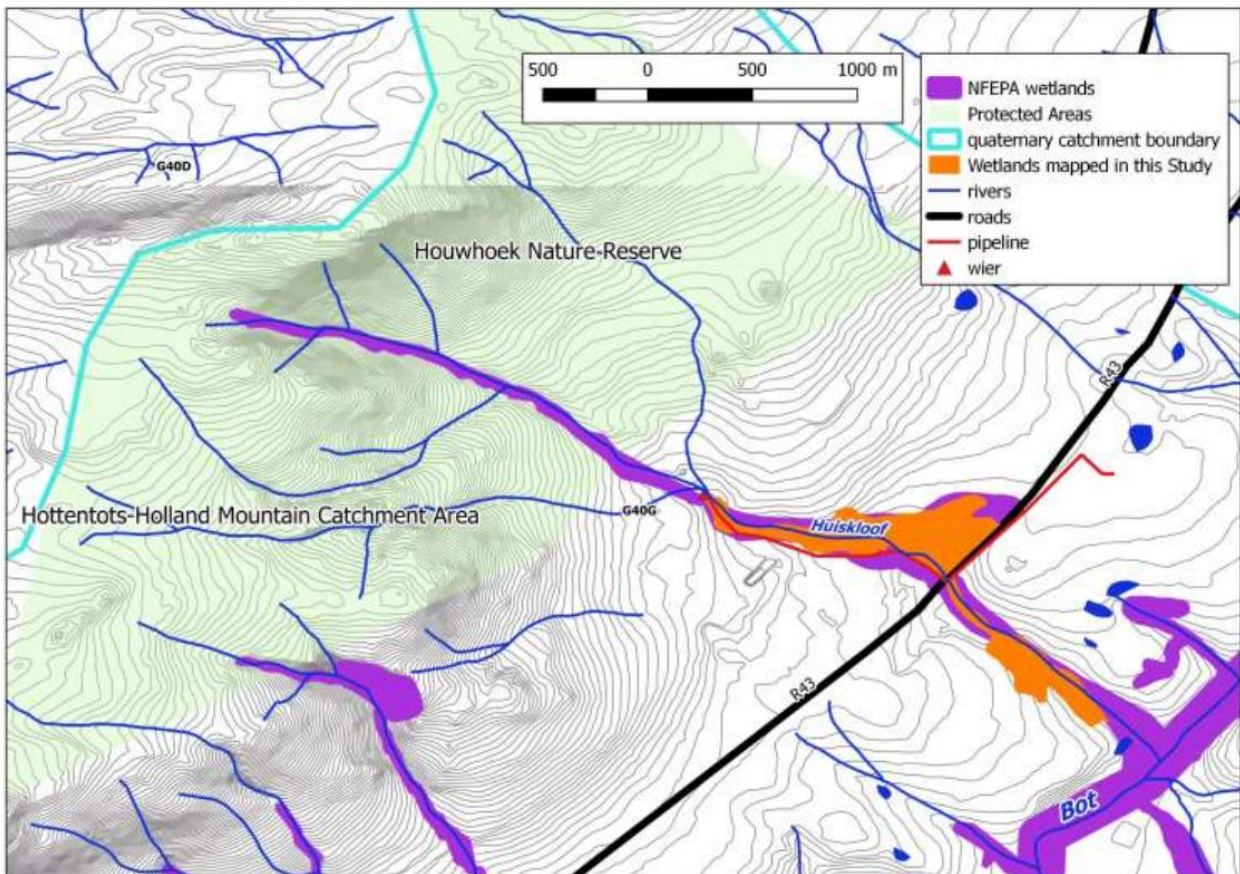 500 0 500 1000 m
NFEPA wetlands
Protected Areas
quaternary catchment boundary
Wetlands mapped in this Study
rivers
roads
pipeline
wier
G40D
Houwhoek Nature-Reserve
R43
Hottentots-Holland Mountain Catchment Area
G40G
Huiskloof
R43
Bot